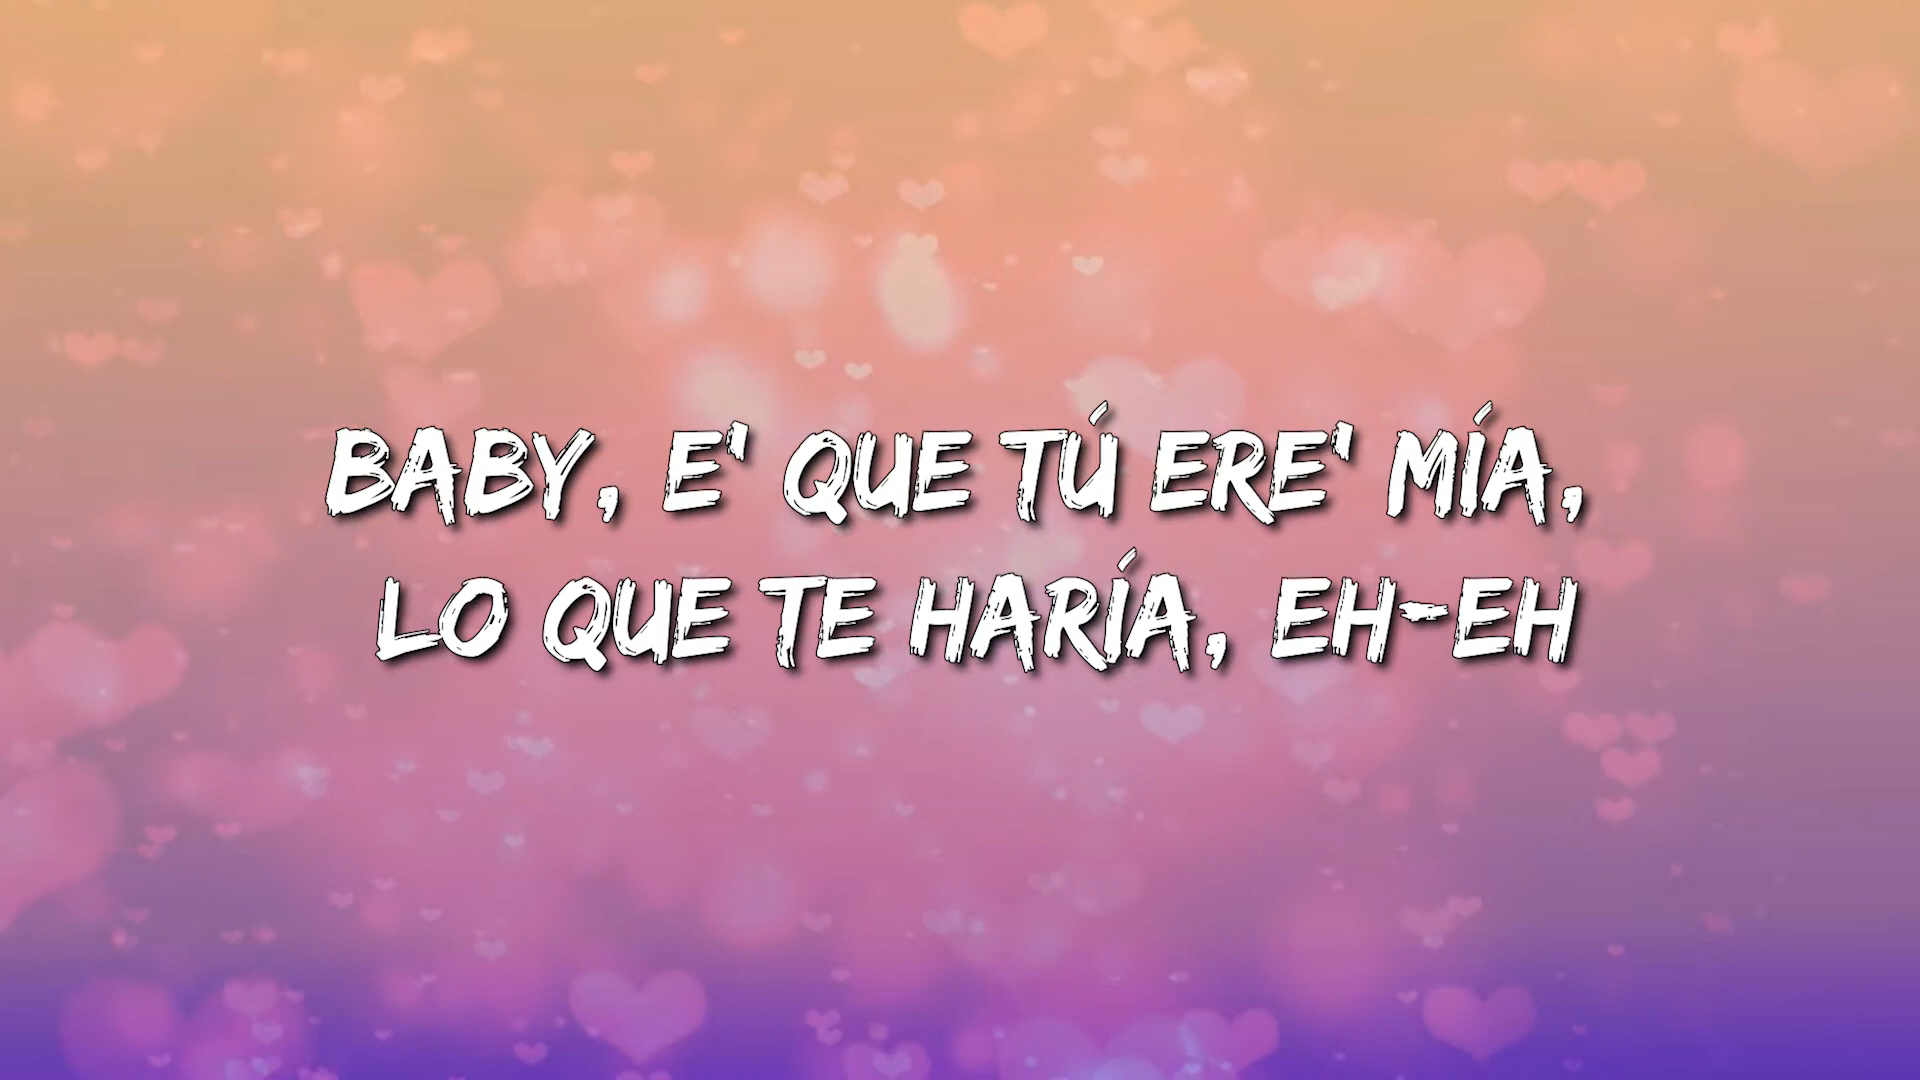 BABY, E' QUE TÚ ERE' MÍA,
LO QUE TE HARÍA, EH-EH